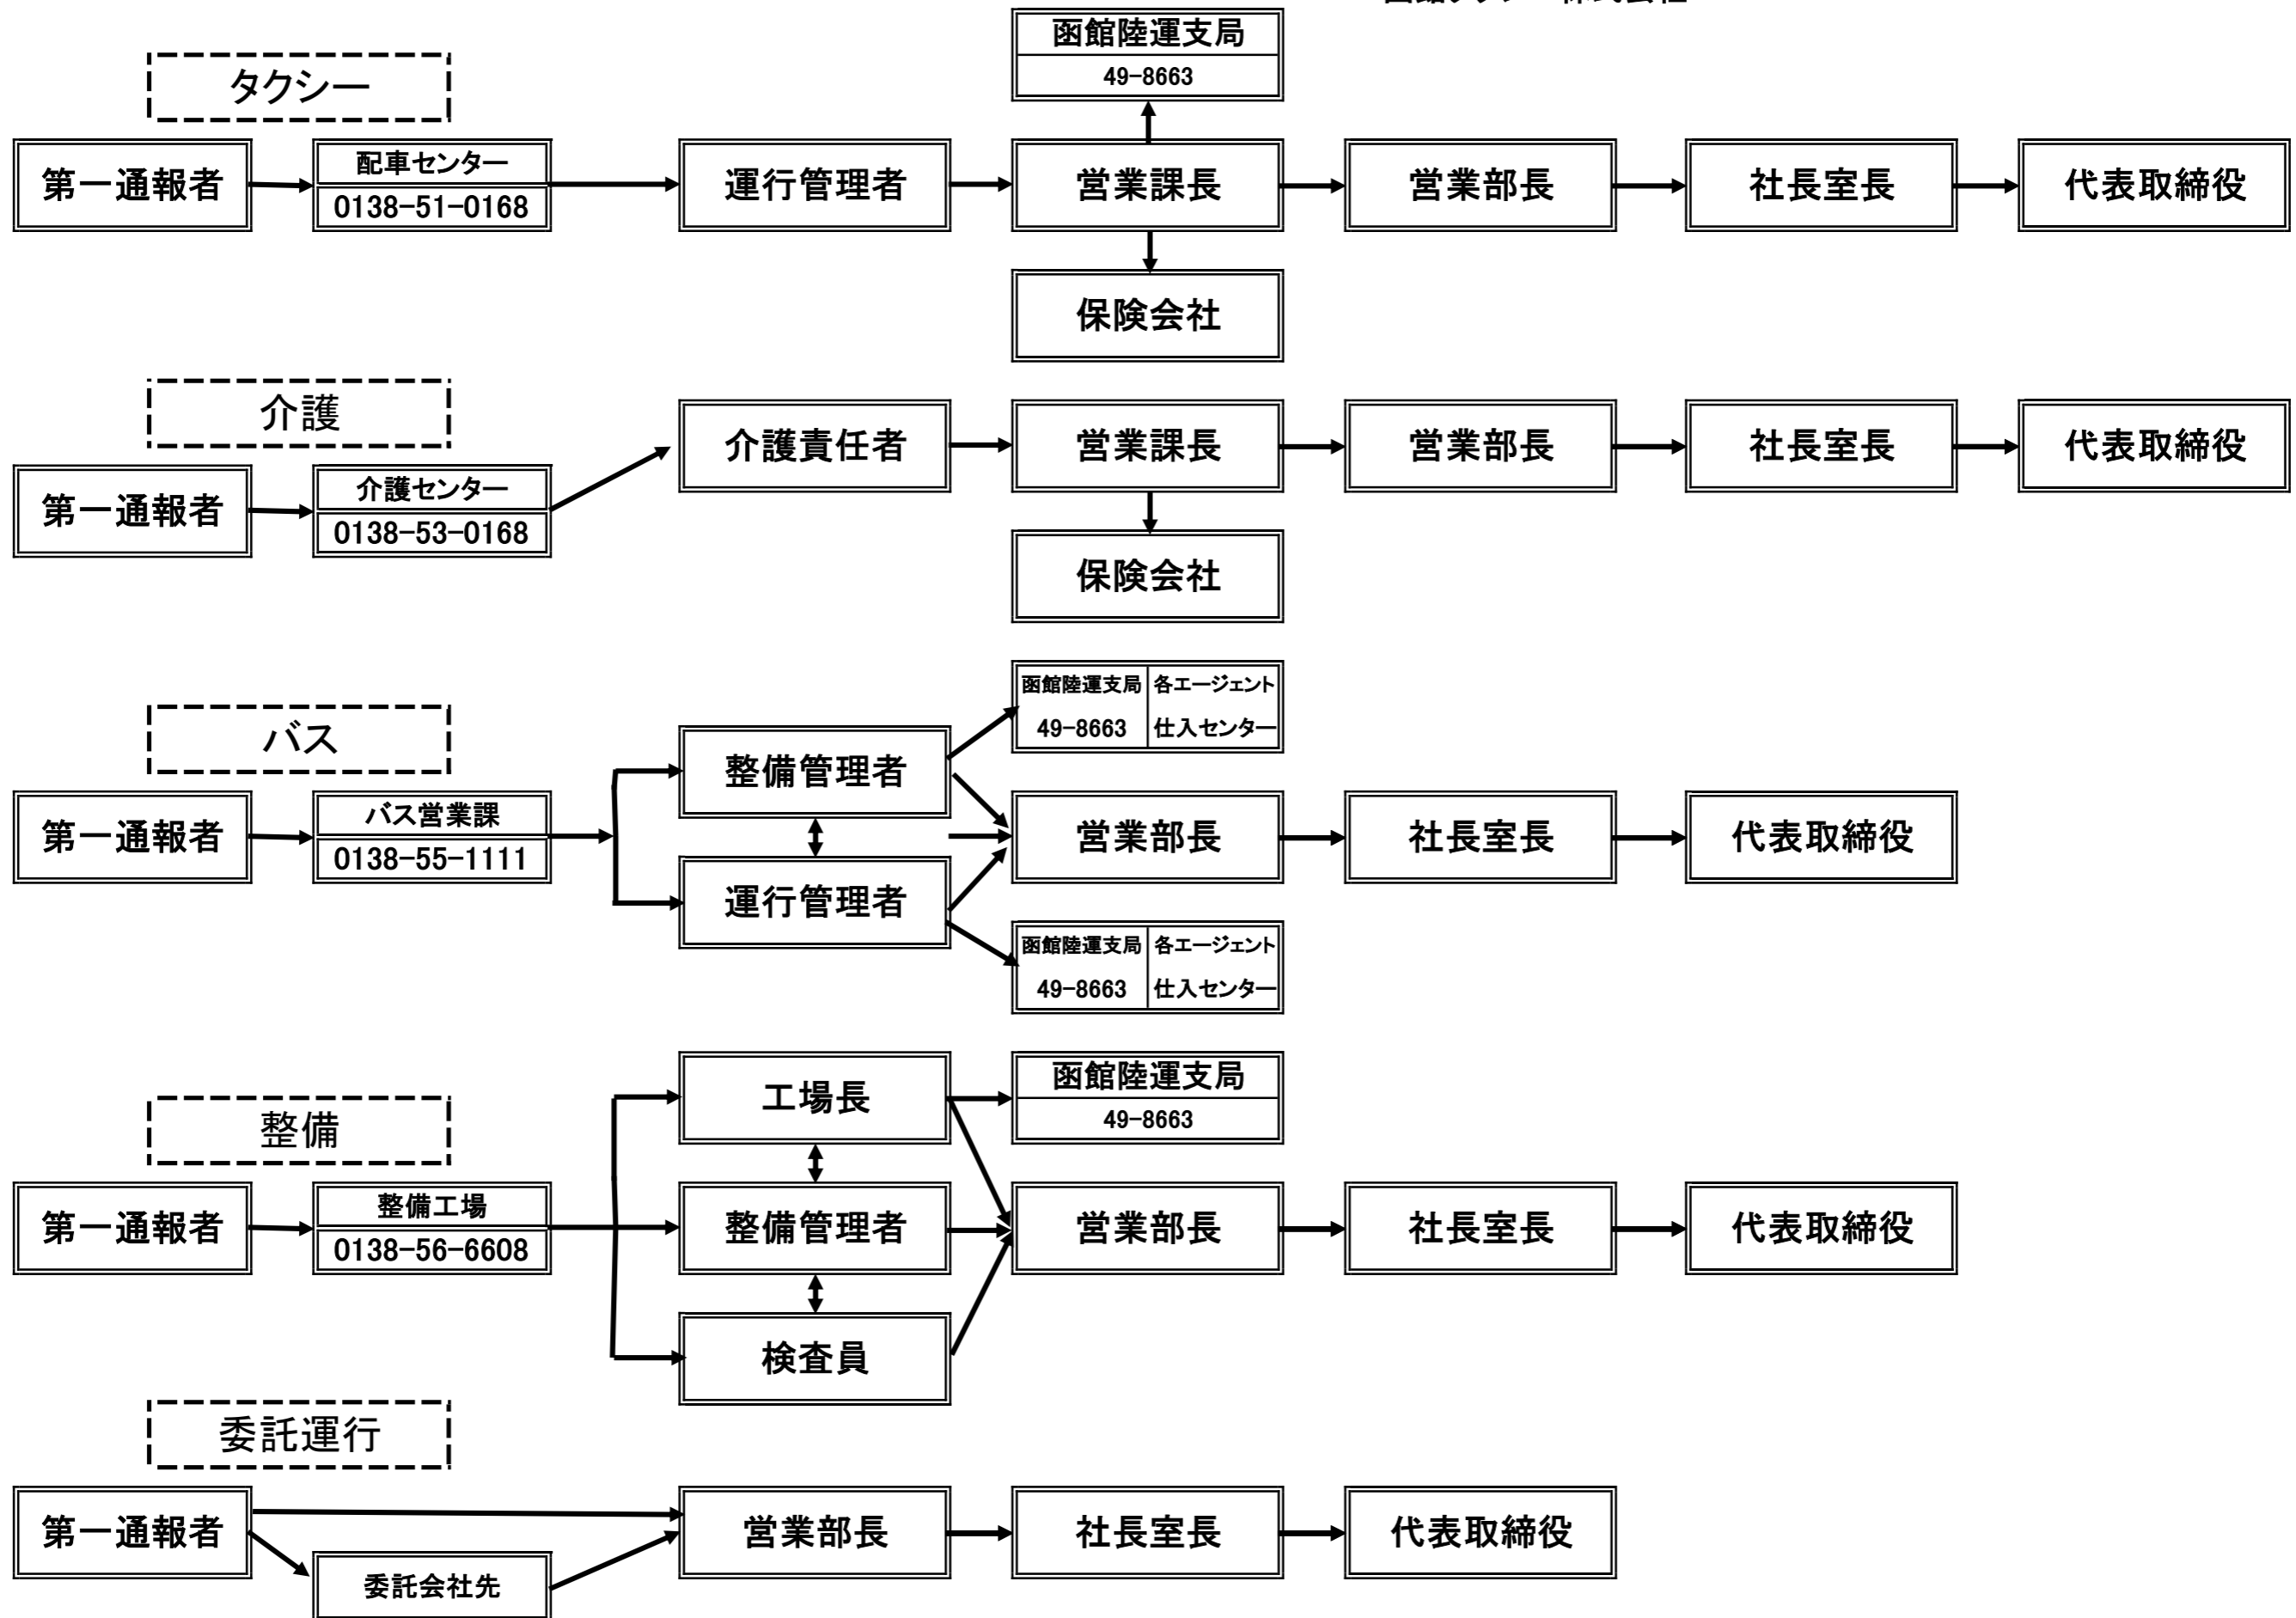 函館陸運支局
49-8663
タクシー
第一通報者
配車センター
0138-51-0168
運行管理者
営業課長
営業部長
社長室長
代表取締役
保険会社
介護
第一通報者
介護センター
0138-53-0168
介護責任者
営業課長
営業部長
社長室長
代表取締役
保険会社
バス
第一通報者
バス営業課
0138-55-1111
整備管理者
運行管理者
函館陸運支局 各エージェント
49-8663 仕入センター
営業部長
社長室長
代表取締役
函館陸運支局 各エージェント
49-8663 仕入センター
整備
第一通報者
整備工場
0138-56-6608
工場長
函館陸運支局
49-8663
整備管理者
営業部長
社長室長
代表取締役
検査員
委託運行
第一通報者
委託会社先
営業部長
社長室長
代表取締役